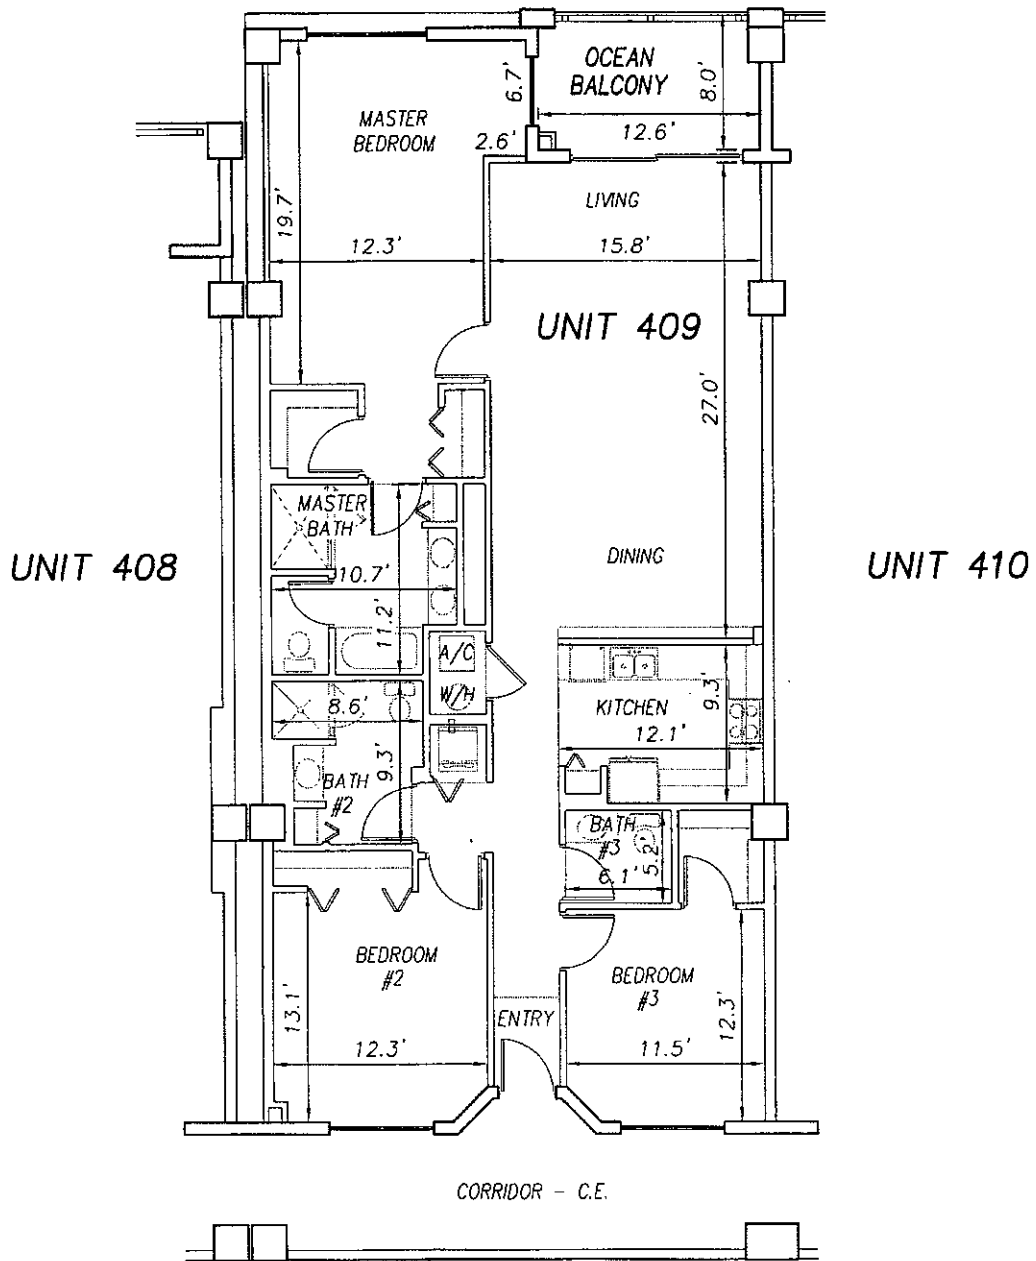 OCEAN
BALCONY
6.7'
8.0'
12.6'
MASTER
BEDROOM
2.6'
19.7'
LIVING
12.3'
15.8'
UNIT 409
27.0'
MASTER
BATH
UNIT 408
DINING
UNIT 410
10.7'
11.2'
A/C
W/H
8.6'
KITCHEN
9.3'
12.1'
9.3'
BATH
#2
BATH
#3
5.2'
6.1'
BEDROOM
#2
BEDROOM
#3
13.1'
ENTRY
12.3'
12.3'
11.5'
CORRIDOR - C.E.